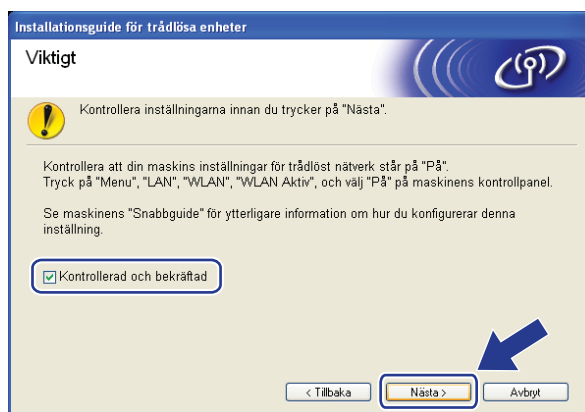 Installationsguide för trådlösa enheter
Viktigt
Kontrollera inställningarna innan du trycker på "Nästa".
Kontrollera att din maskins inställningar för trådlöst nätverk står på "På".
Tryck på "Menu", "LAN", "WLAN", "WLAN Aktiv", och välj "På" på maskinens kontrollpanel.
Se maskinens "Snabbguide" för ytterligare information om hur du konfigurerar denna
inställning.
Kontrollerad och bekräftad
< Tillbaka
Nästa >
Avbryt